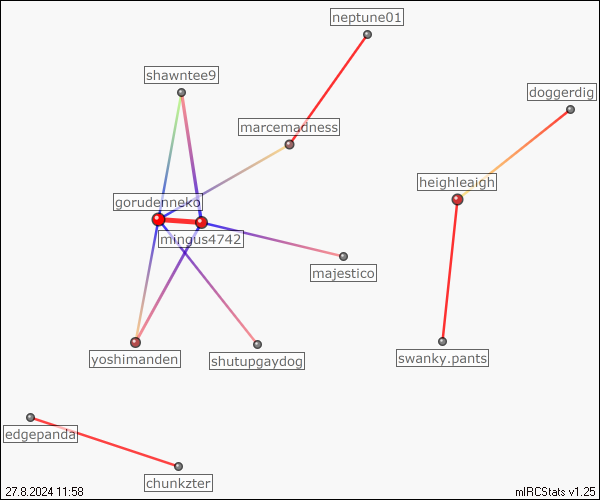 neptune01
shawntee9
doggerdig
marcemadness
heighleaigh
gorudenneko
mingus4742
majestico
yoshimanden
shutupgaydog
swanky.pants
edgepanda
chunkzter
27.8.2024 11:58
mIRCStats v1.25